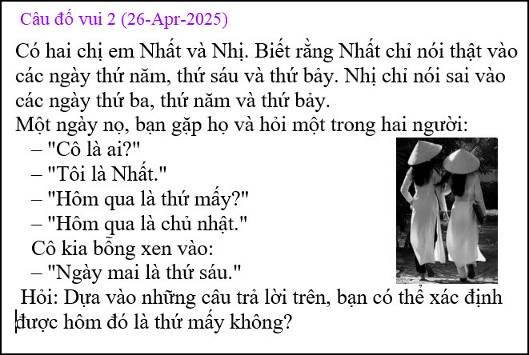 Câu đố vui 2 (26-Apr-2025)
Có hai chị em Nhất và Nhị. Biết rằng Nhất chỉ nói thật vào
các ngày thứ năm, thứ sáu và thứ bảy. Nhị chỉ nói sai vào
các ngày thứ ba, thứ năm và thứ bảy.
Một ngày nọ, bạn gặp họ và hỏi một trong hai người:
– "Cô là ai?"
– "Tôi là Nhất."
– "Hôm qua là thứ mấy?"
– "Hôm qua là chủ nhật."
Cô kia bỗng xen vào:
– "Ngày mai là thứ sáu."
Hỏi: Dựa vào những câu trả lời trên, bạn có thể xác định
được hôm đó là thứ mấy không?